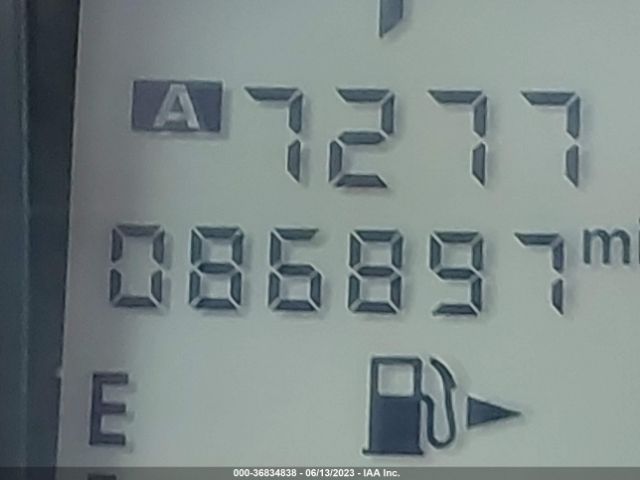 A 7277
086897 mi
E
000-36834838 - 06/13/2023 - IAA Inc.